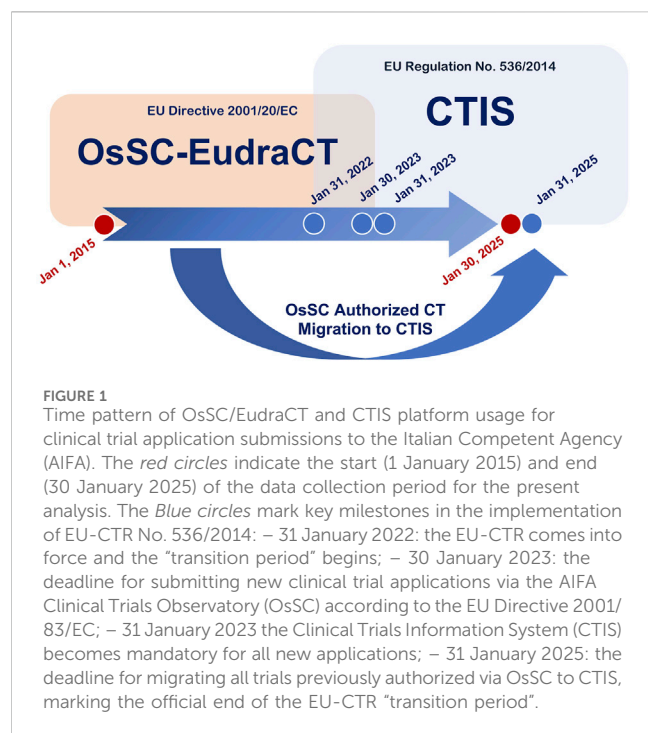 EU Regulation No. 536/2014
CTIS
EU Directive 2001/20/EC
OsSC-EudraCT
Jan 31, 2022
Jan 30, 2023
Jan 31, 2023
Jan 31, 2025
Jan 1, 2015
Jan 30, 2025
OsSC Authorized CT
Migration to CTIS
FIGURE 1
Time pattern of OsSC/EudraCT and CTIS platform usage for
clinical trial application submissions to the Italian Competent Agency
(AIFA). The red circles indicate the start (1 January 2015) and end
(30 January 2025) of the data collection period for the present
analysis. The Blue circles mark key milestones in the implementation
of EU-CTR No. 536/2014: – 31 January 2022: the EU-CTR comes into
force and the “transition period” begins; – 30 January 2023: the
deadline for submitting new clinical trial applications via the AIFA
Clinical Trials Observatory (OsSC) according to the EU Directive 2001/
83/EC; – 31 January 2023 the Clinical Trials Information System (CTIS)
becomes mandatory for all new applications; – 31 January 2025: the
deadline for migrating all trials previously authorized via OsSC to CTIS,
marking the official end of the EU-CTR “transition period”.